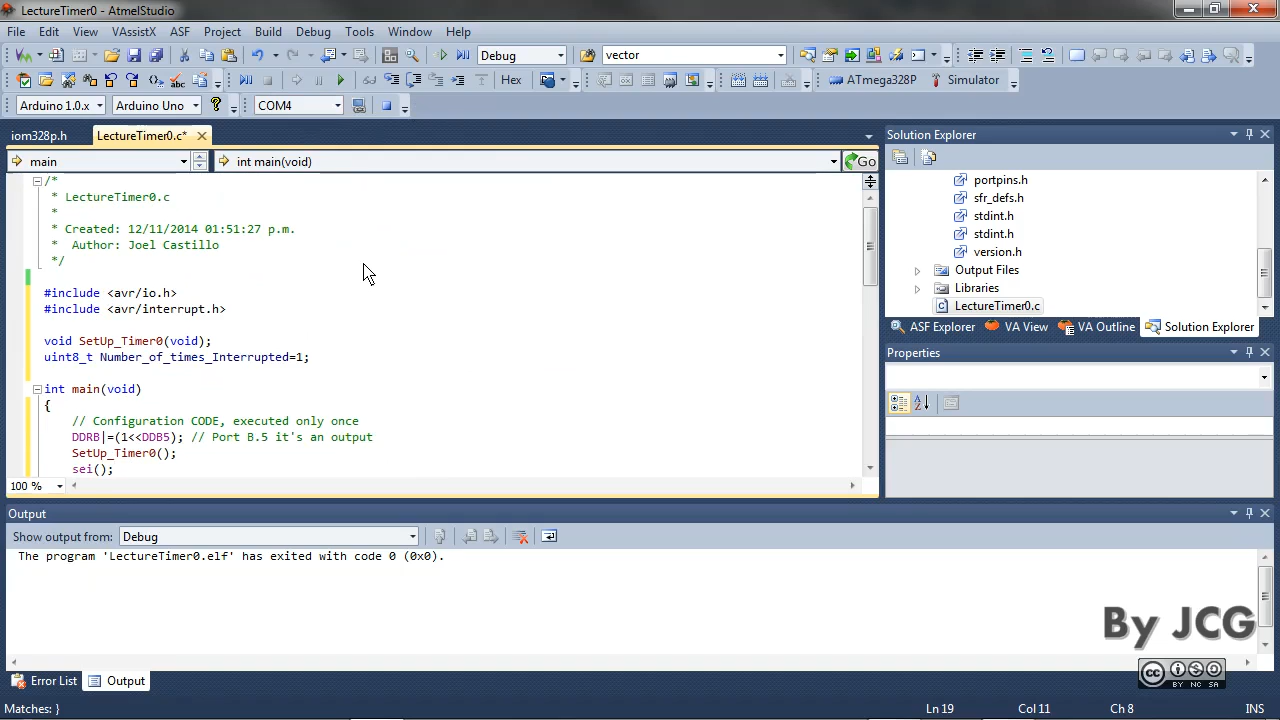 LectureTimer0 - AtmelStudio
File Edit View VAssistX ASF Project Build Debug Tools Window Help
Debug vector
Hex ATmega328P Simulator
Arduino 1.0.x Arduino Uno COM4
iom328p.h LectureTimer0.c*
main int main(void) Go
/*
* LectureTimer0.c
*
* Created: 12/11/2014 01:51:27 p.m.
* Author: Joel Castillo
*/
#include <avr/io.h>
#include <avr/interrupt.h>
void SetUp_Timer0(void);
uint8_t Number_of_times_Interrupted=1;
int main(void)
{
// Configuration CODE, executed only once
DDRB|=(1<<DDB5); // Port B.5 it's an output
SetUp_Timer0();
sei();
100 %
Solution Explorer
portpins.h
sfr_defs.h
stdint.h
stdint.h
version.h
Output Files
Libraries
LectureTimer0.c
ASF Explorer VA View VA Outline Solution Explorer
Properties
Output
Show output from: Debug
The program 'LectureTimer0.elf' has exited with code 0 (0x0).
By JCG
cc
BY NC SA
Error List Output
Matches: } Ln 19 Col 11 Ch 8 INS